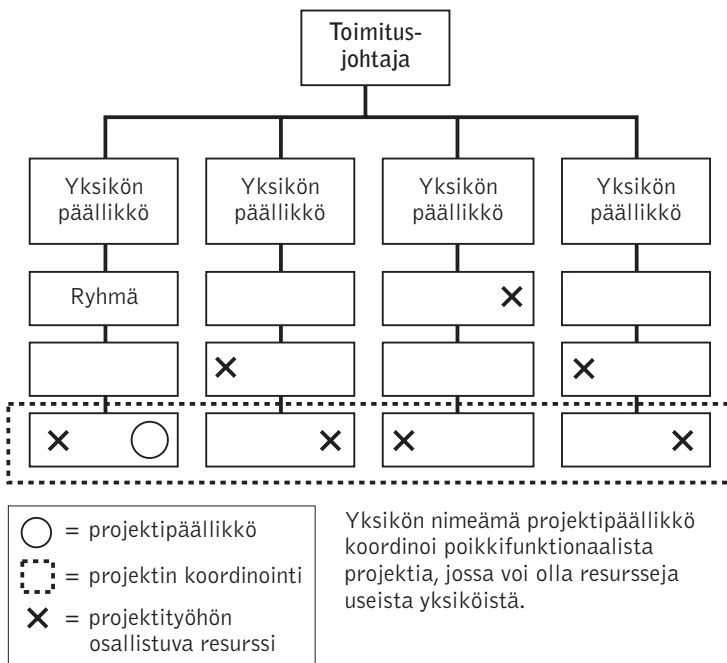 Toimitus-
johtaja
Yksikön
päällikkö
Yksikön
päällikkö
Yksikön
päällikkö
Yksikön
päällikkö
Ryhmä
= projektipäällikkö
= projektin koordinointi
= projektityöhön
osallistuva resurssi
Yksikön nimeämä projektipäällikkö
koordinoi poikkifunktionaalista
projektia, jossa voi olla resursseja
useista yksiköistä.